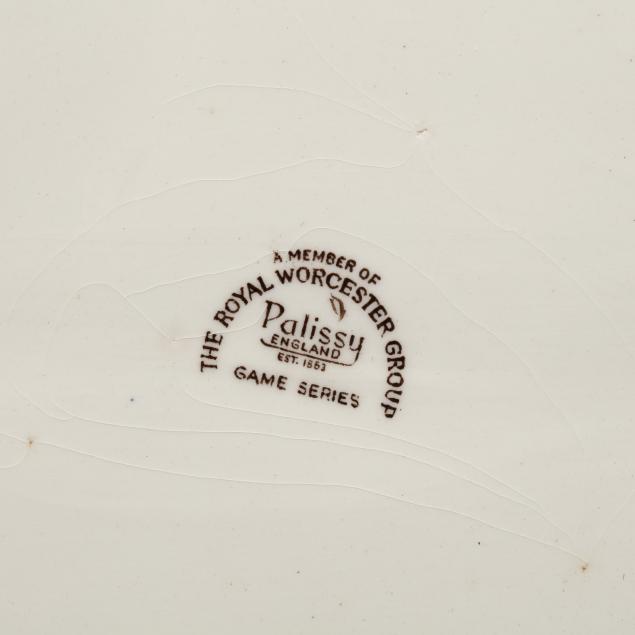 A MEMBER OF
THE ROYAL WORCESTER GROUP
Palissy
ENGLAND
EST. 1853
GAME SERIES